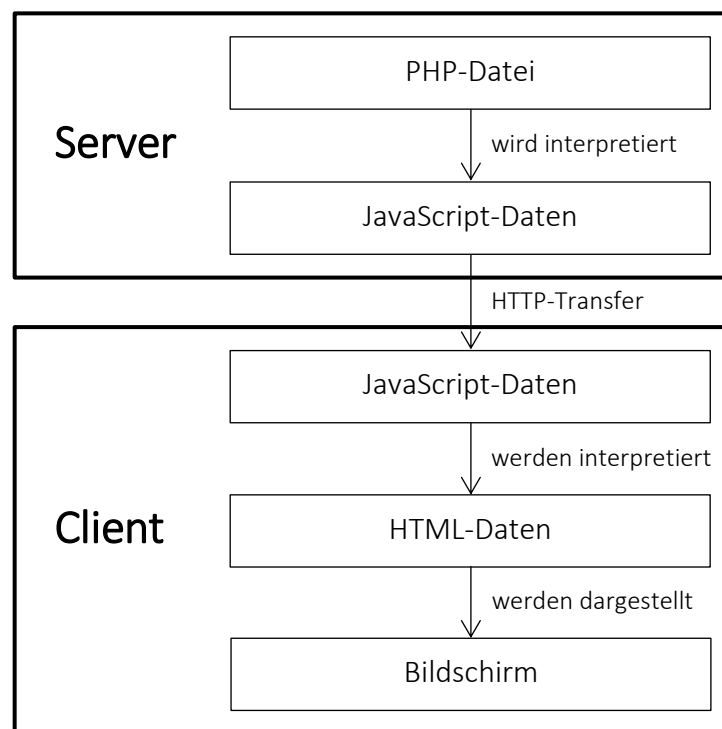 PHP-Datei
Server
wird interpretiert
JavaScript-Daten
HTTP-Transfer
JavaScript-Daten
werden interpretiert
Client
HTML-Daten
werden dargestellt
Bildschirm